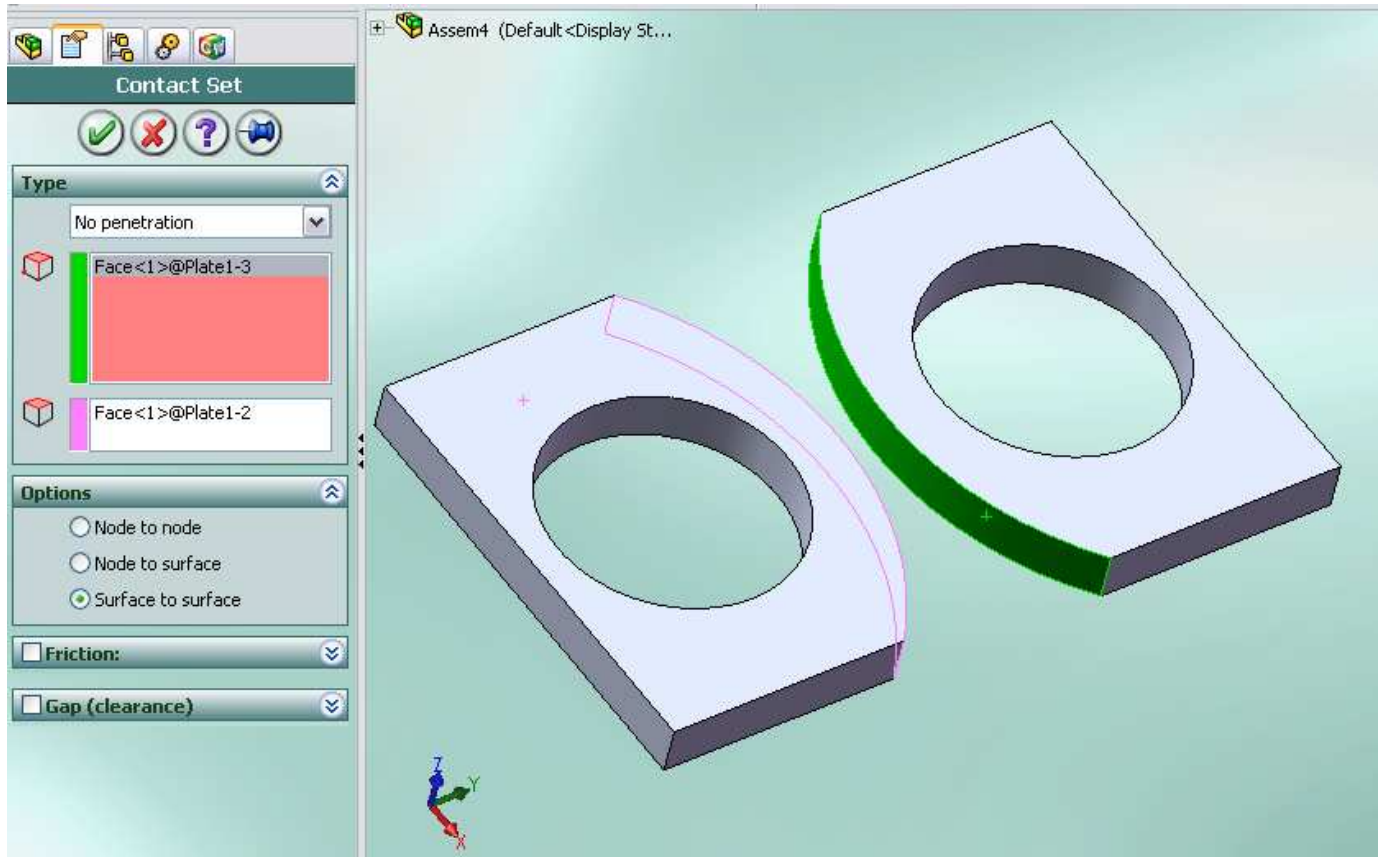 Assem4 (Default<Display St...
Contact Set
Type
No penetration
Face<1>@Plate1-3
Face<1>@Plate1-2
Options
Node to node
Node to surface
Surface to surface
Friction:
Gap (clearance)
Z
Y
X